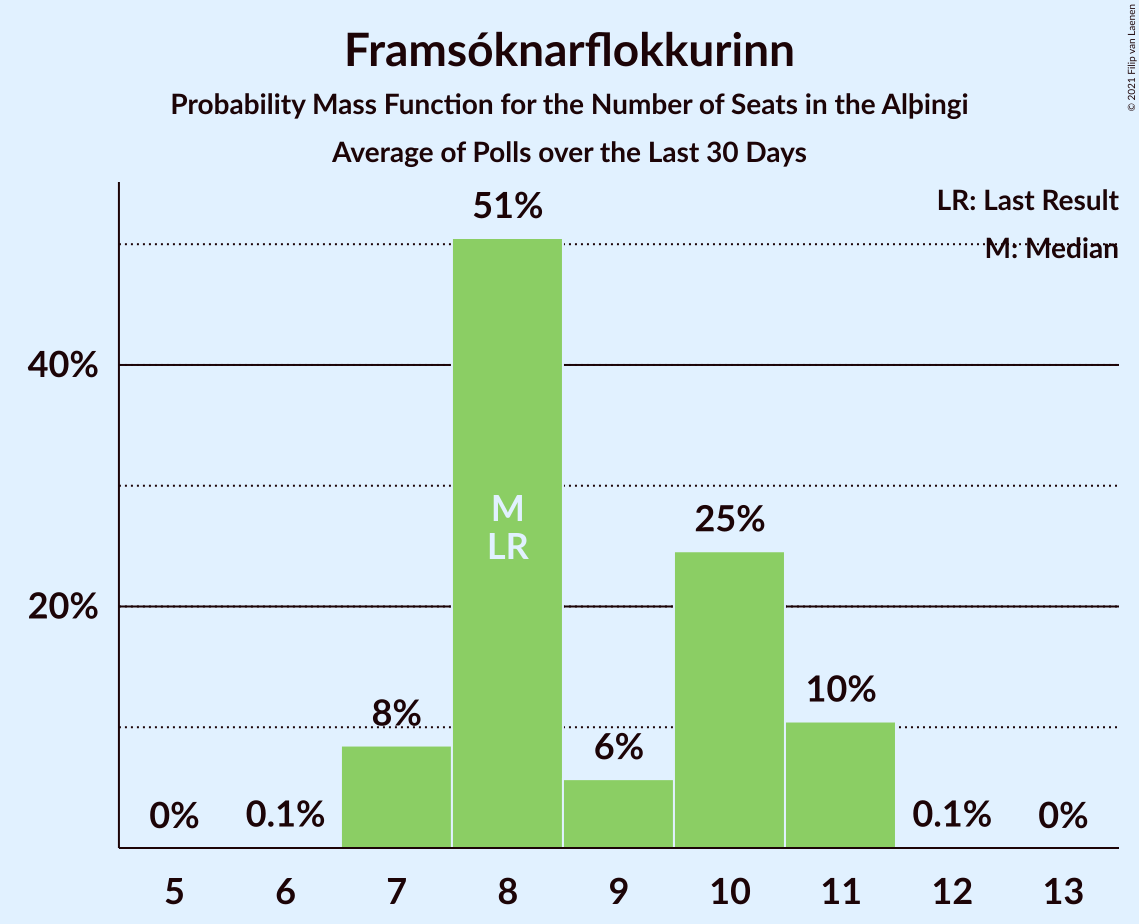 Framsóknarflokkurinn
Probability Mass Function for the Number of Seats in the Alþingi
Average of Polls over the Last 30 Days
© 2021 Filip van Laenen
LR: Last Result
M: Median
51%
40%
M
LR
25%
20%
10%
8%
6%
0%
0.1%
0.1%
0%
5 6 7 8 9 10 11 12 13